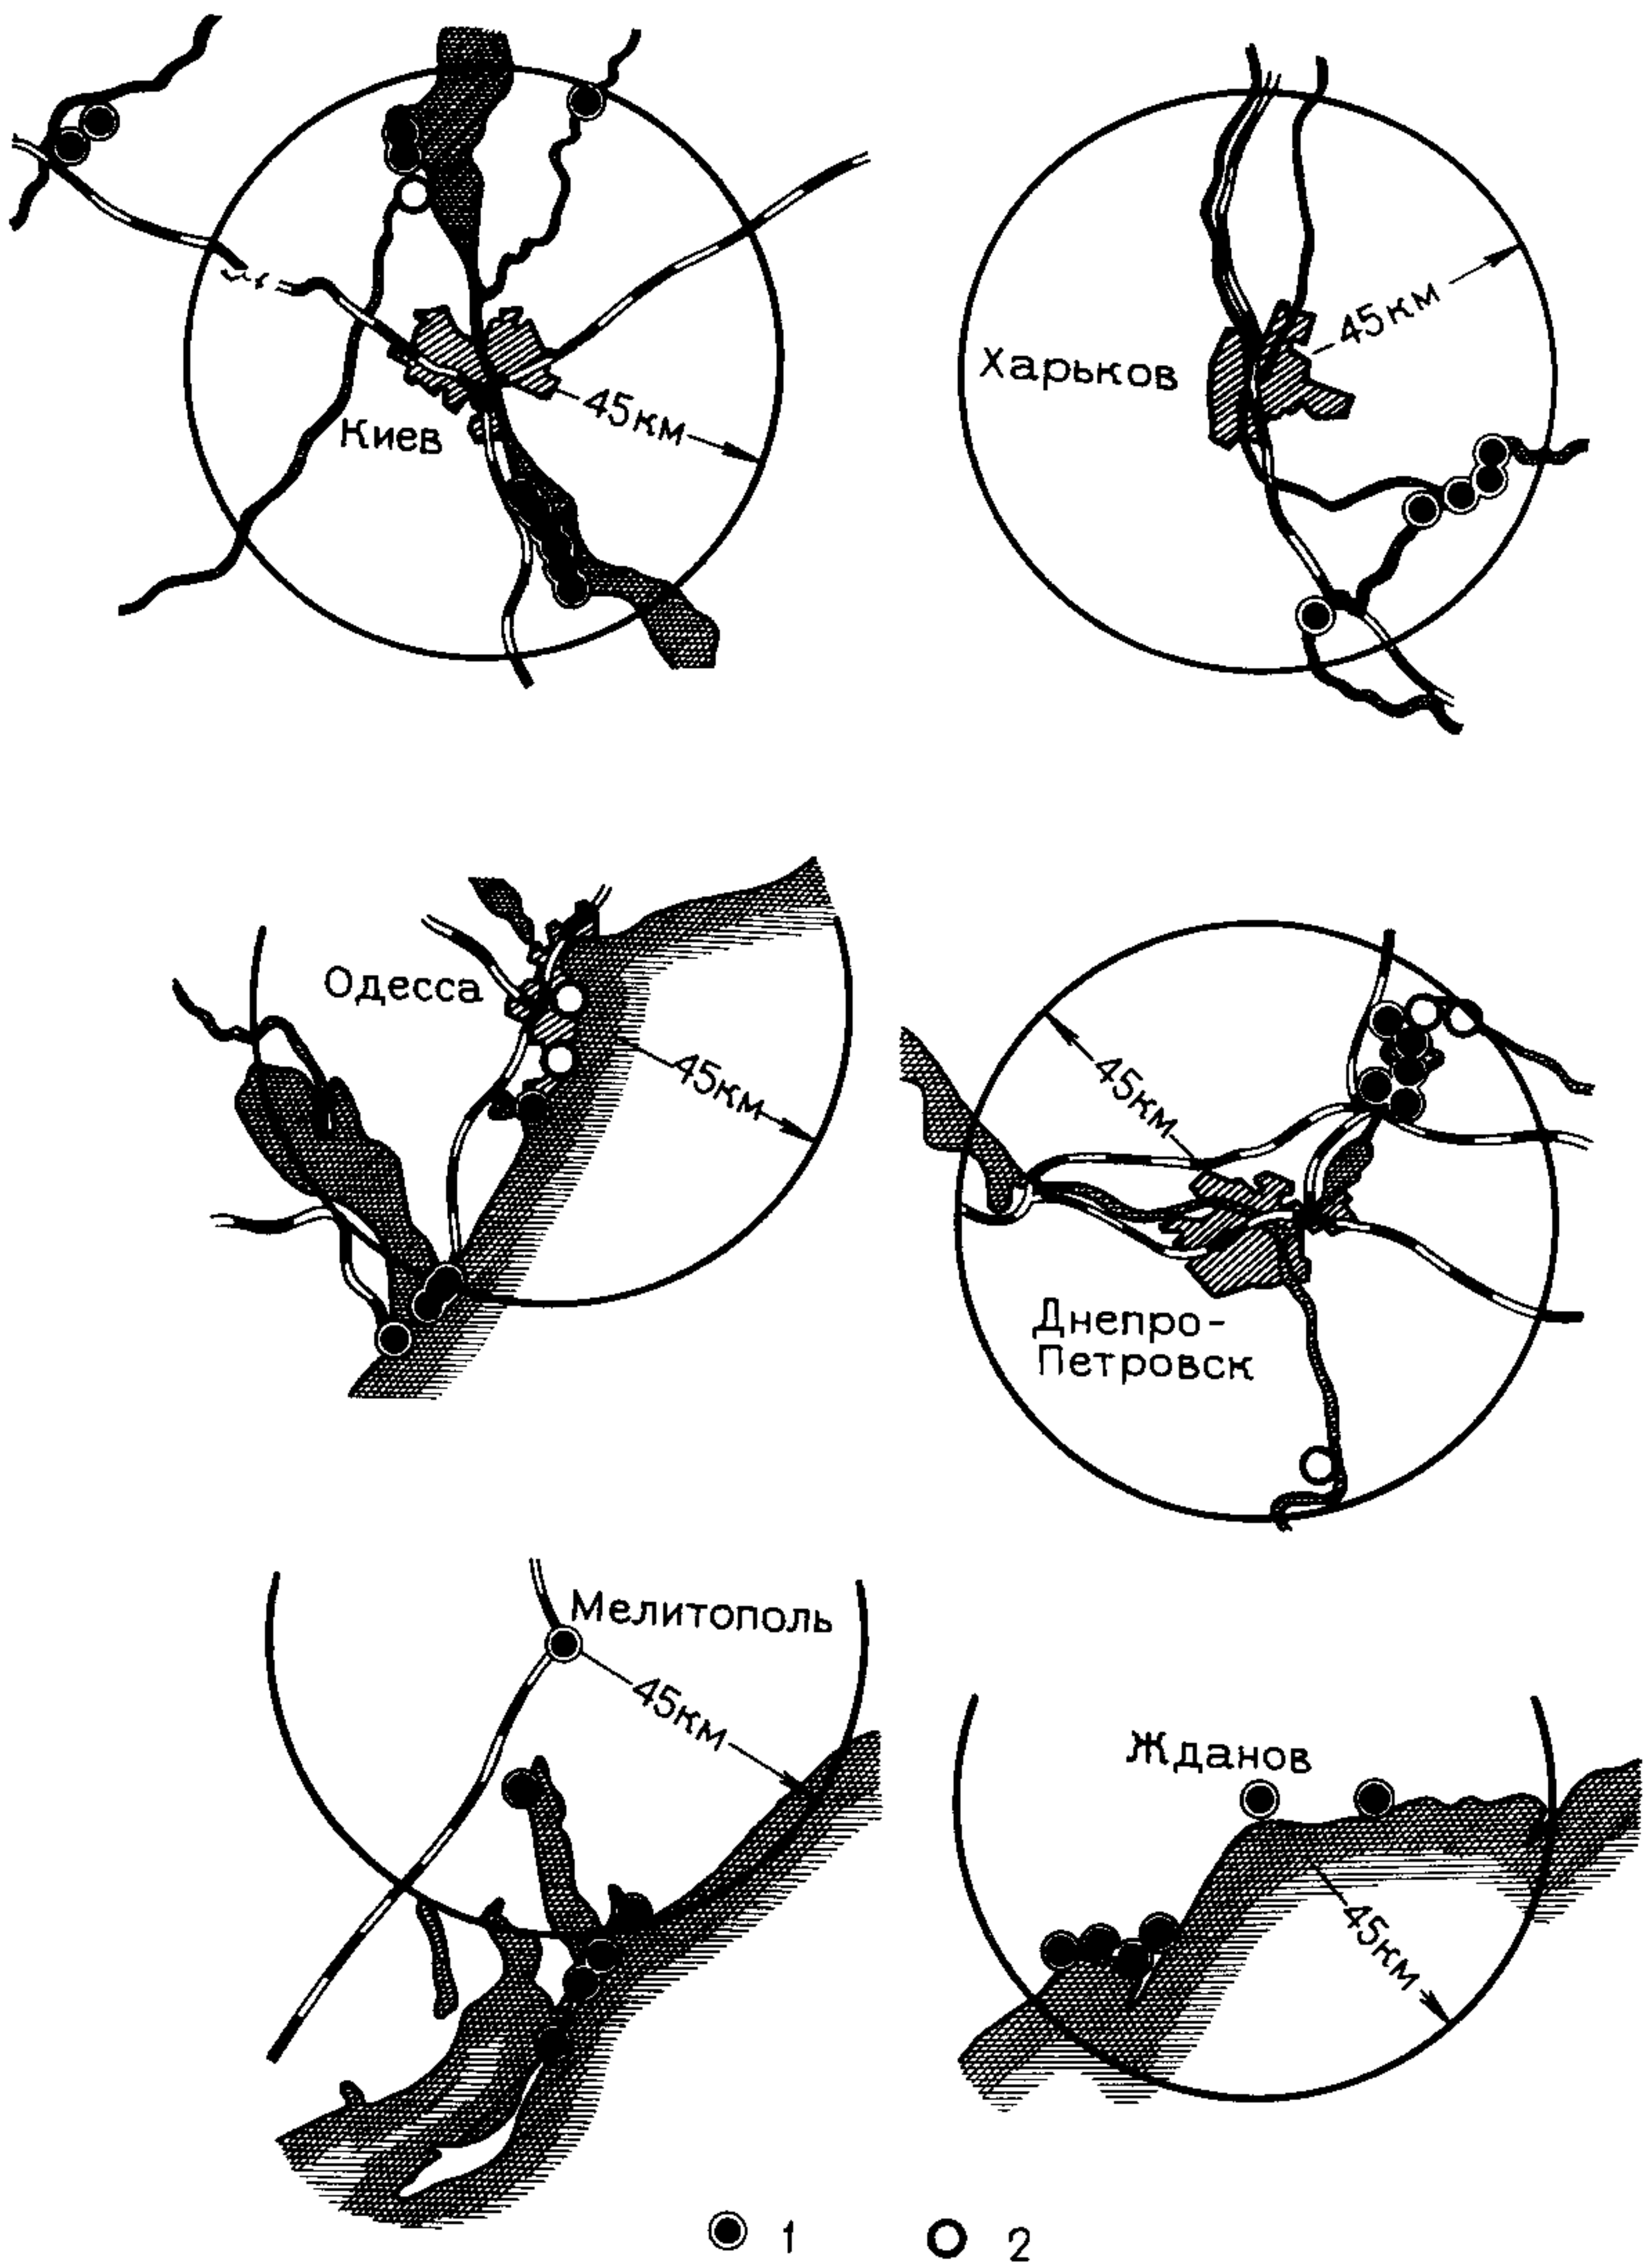 Киев
45км
Харьков
45км
Одесса
45км
45км
Днепро-
Петровск
Мелитополь
45км
Жданов
45км
1
2